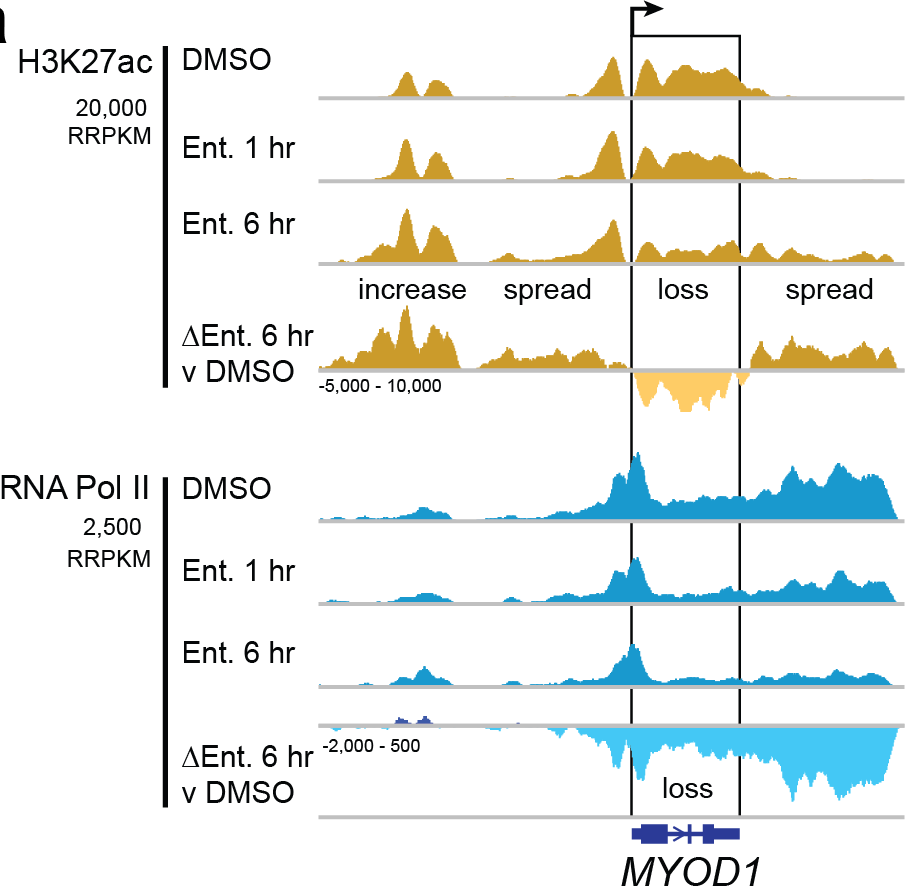 a
H3K27ac
20,000
RRPKM
DMSO
Ent. 1 hr
Ent. 6 hr
increase spread loss spread
ΔEnt. 6 hr
v DMSO
-5,000 - 10,000
RNA Pol II
2,500
RRPKM
DMSO
Ent. 1 hr
Ent. 6 hr
-2,000 - 500
ΔEnt. 6 hr
v DMSO
loss
MYOD1